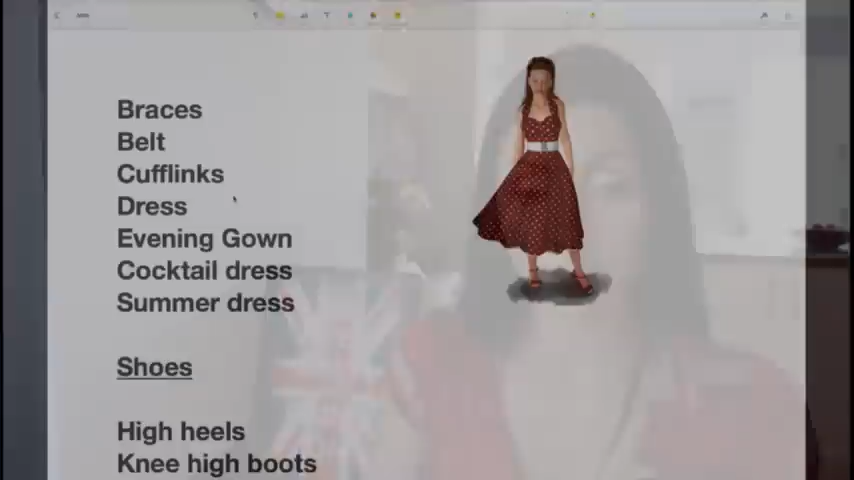 Braces
Belt
Cufflinks
Dress
Evening Gown
Cocktail dress
Summer dress
Shoes
High heels
Knee high boots